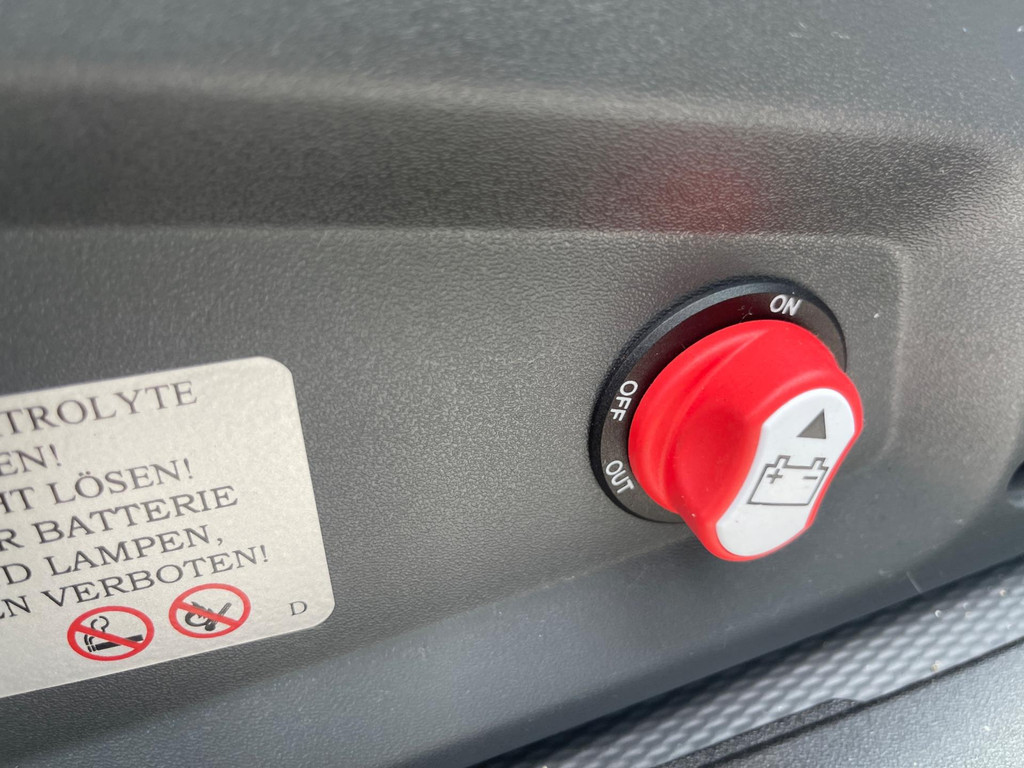 TROLYTE
EN!
HT LÖSEN!
R BATTERIE
D LAMPEN,
EN VERBOTEN!
D
ON
OFF
OUT
+ -